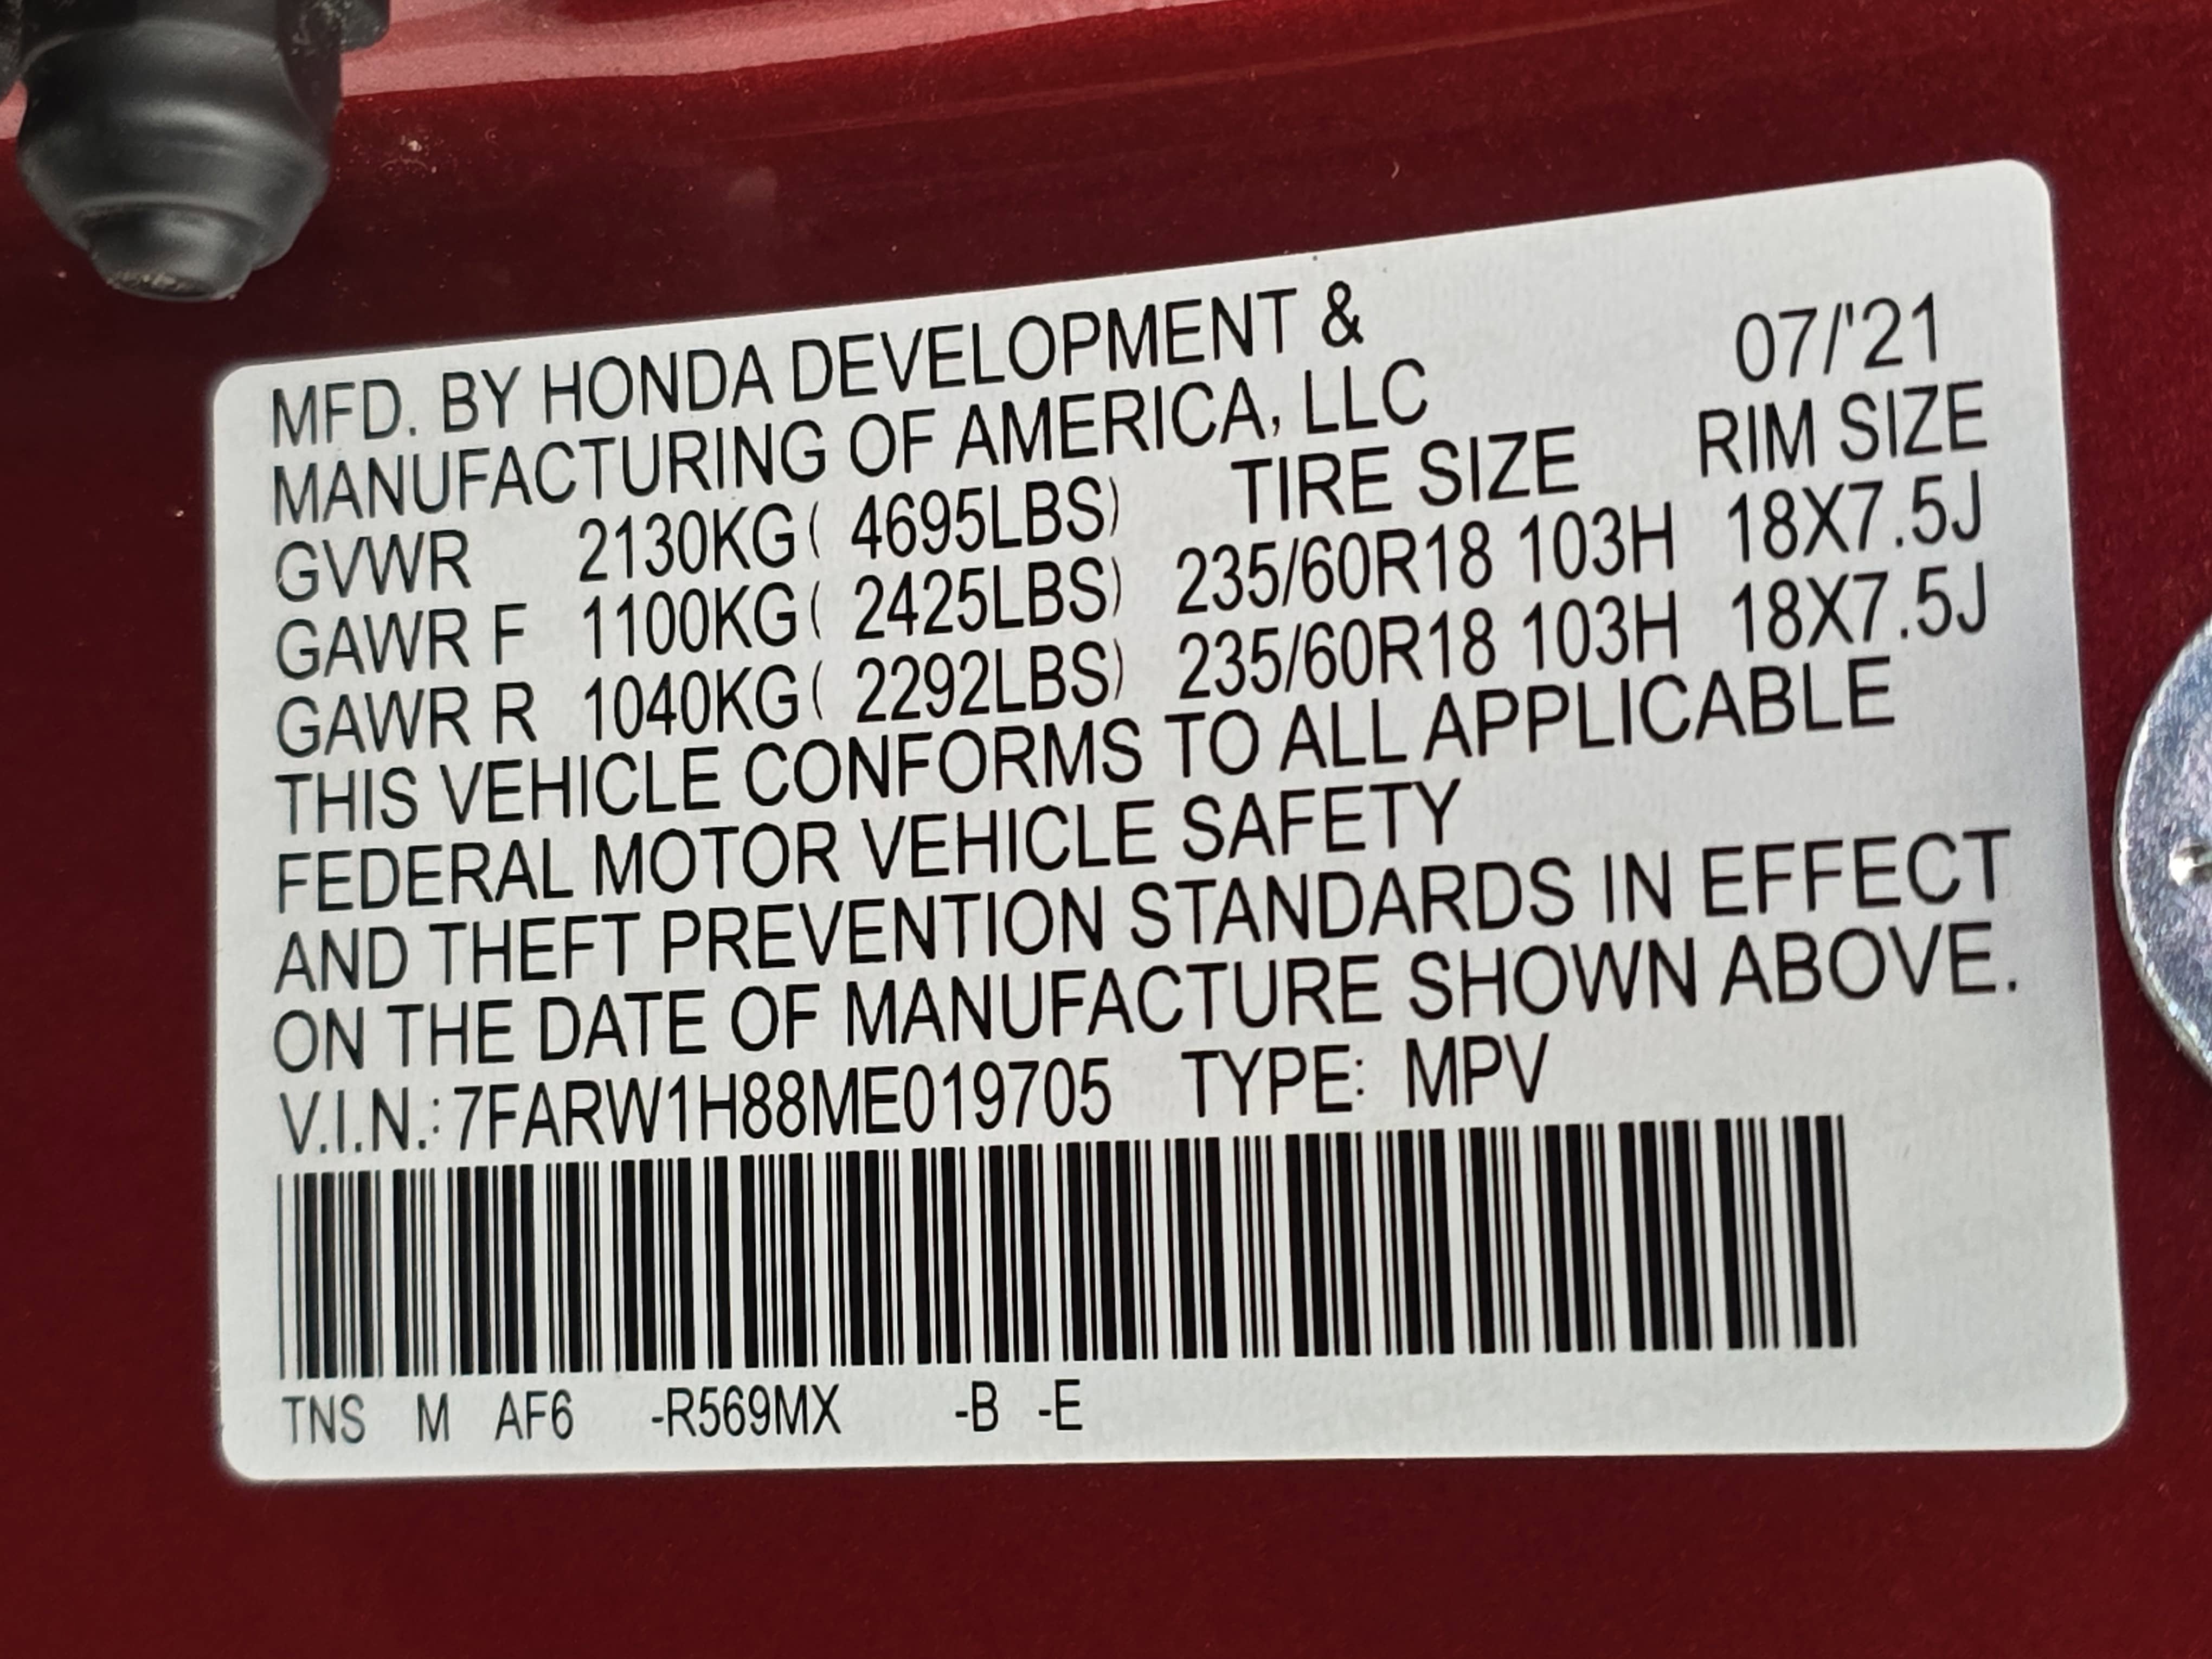 MFD. BY HONDA DEVELOPMENT &
MANUFACTURING OF AMERICA, LLC 07/'21
GVWR 2130KG( 4695LBS) TIRE SIZE RIM SIZE
GAWR F 1100KG( 2425LBS) 235/60R18 103H 18X7.5J
GAWR R 1040KG( 2292LBS) 235/60R18 103H 18X7.5J
THIS VEHICLE CONFORMS TO ALL APPLICABLE
FEDERAL MOTOR VEHICLE SAFETY
AND THEFT PREVENTION STANDARDS IN EFFECT
ON THE DATE OF MANUFACTURE SHOWN ABOVE.
V.I.N.: 7FARW1H88ME019705 TYPE: MPV
TNS M AF6 -R569MX -B -E